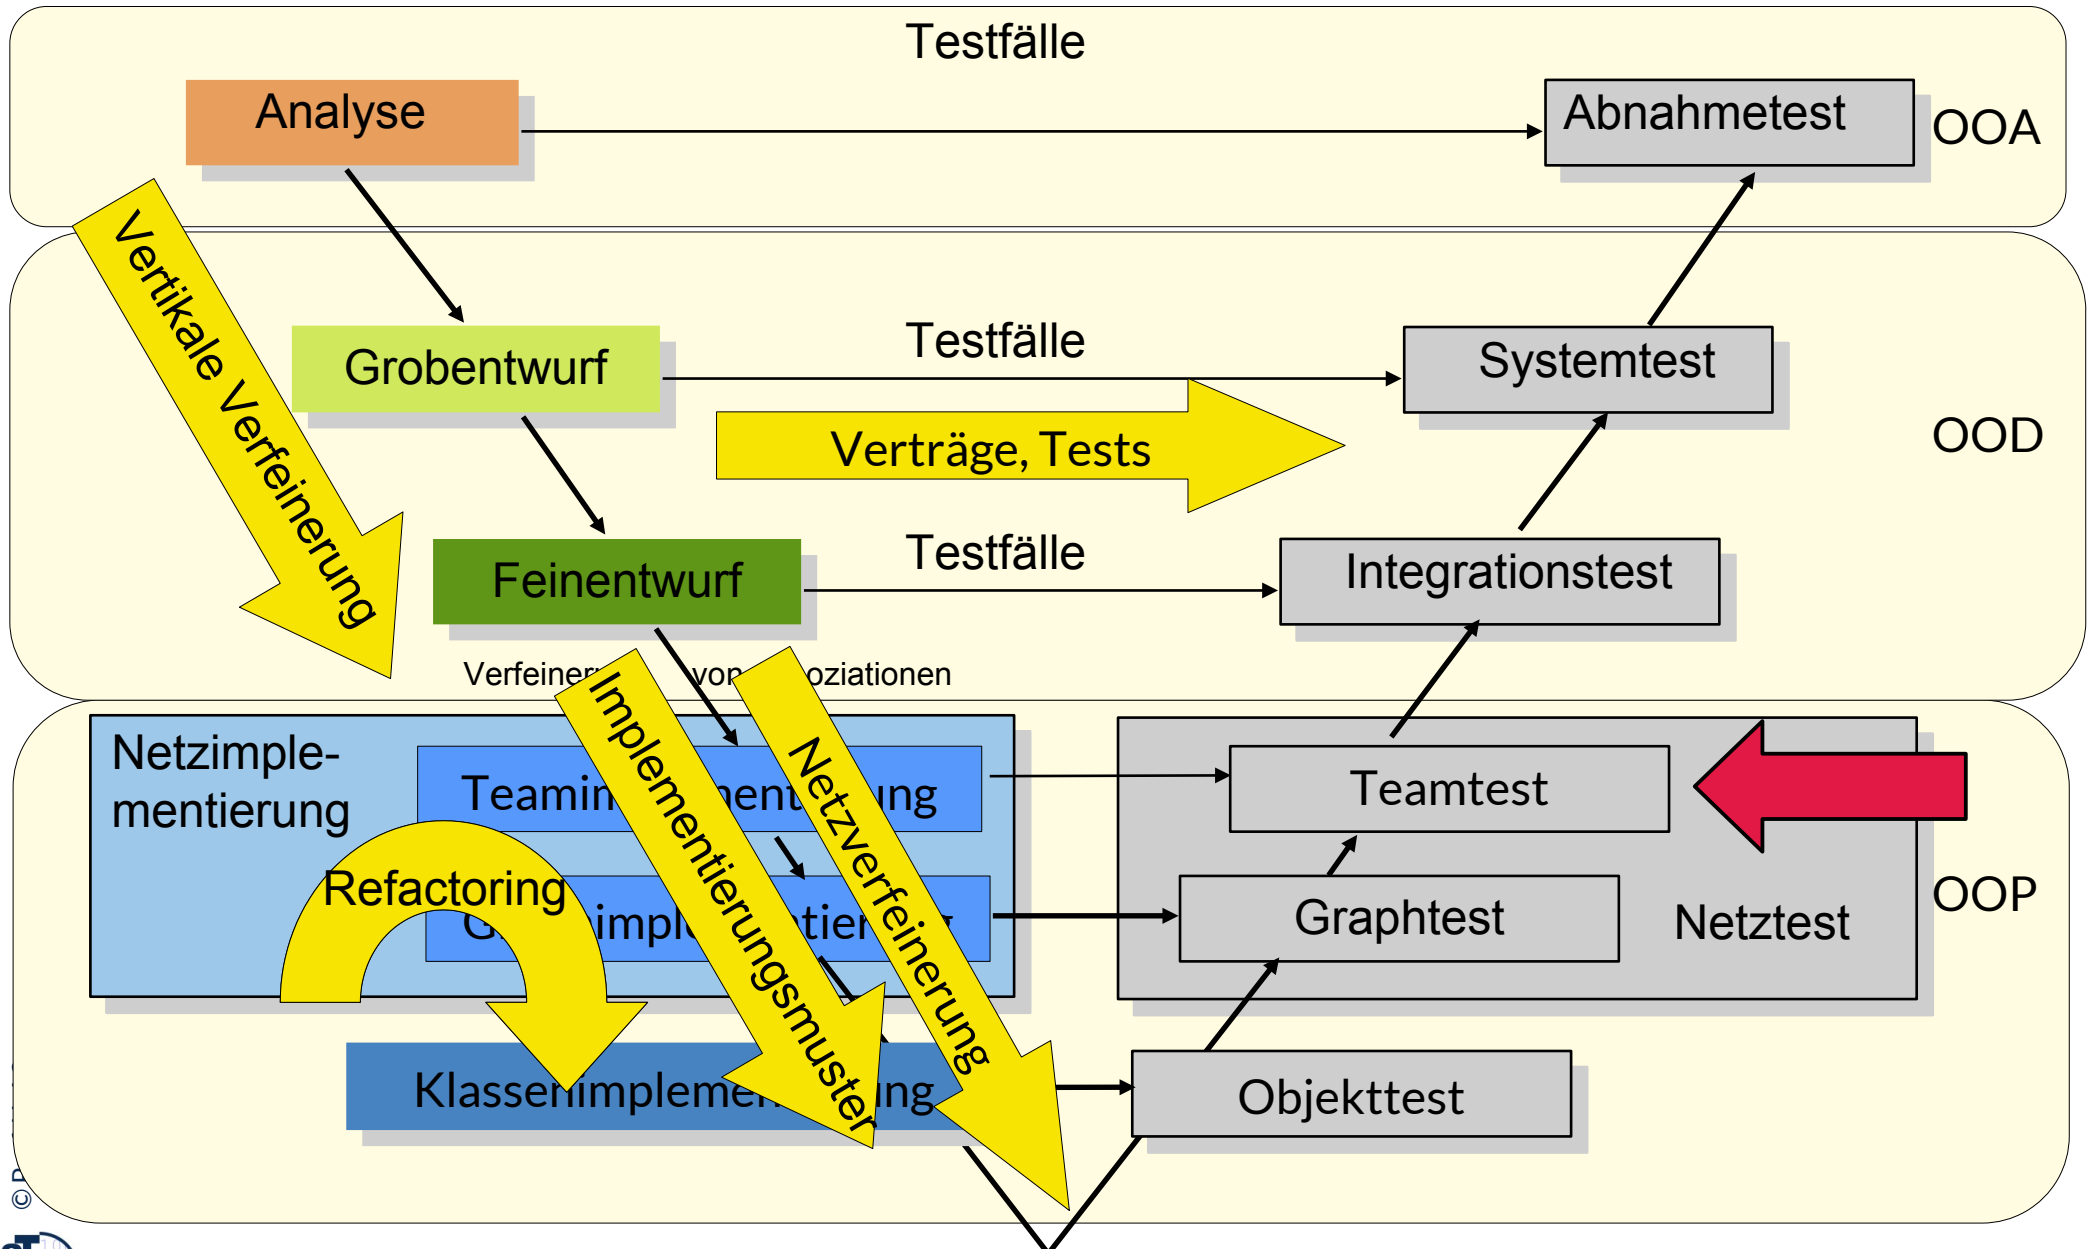 Testfälle
Analyse
Abnahmetest
OOA
Vertikale Verfeinerung
Testfälle
Grobentwurf
Systemtest
OOD
Verträge, Tests
Testfälle
Feinentwurf
Integrationstest
von
Implementierungsmuster
Netzverfeinerung
Netzimple-
mentierung
Teamtest
Refactoring
Graphtest
Netztest
OOP
Objekttest
©